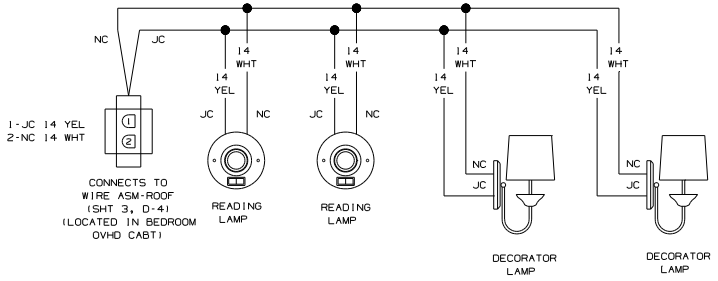 NC
JC
14
WHT
14
WHT
14
WHT
14
WHT
14
YEL
14
YEL
14
YEL
14
YEL
1-JC 14 YEL
2-NC 14 WHT
1
2
JC
NC
JC
NC
NC
JC
NC
JC
CONNECTS TO
WIRE ASM-ROOF
(SHT 3, D-4)
(LOCATED IN BEDROOM
OVHD CABT)
READING
LAMP
READING
LAMP
DECORATOR
LAMP
DECORATOR
LAMP